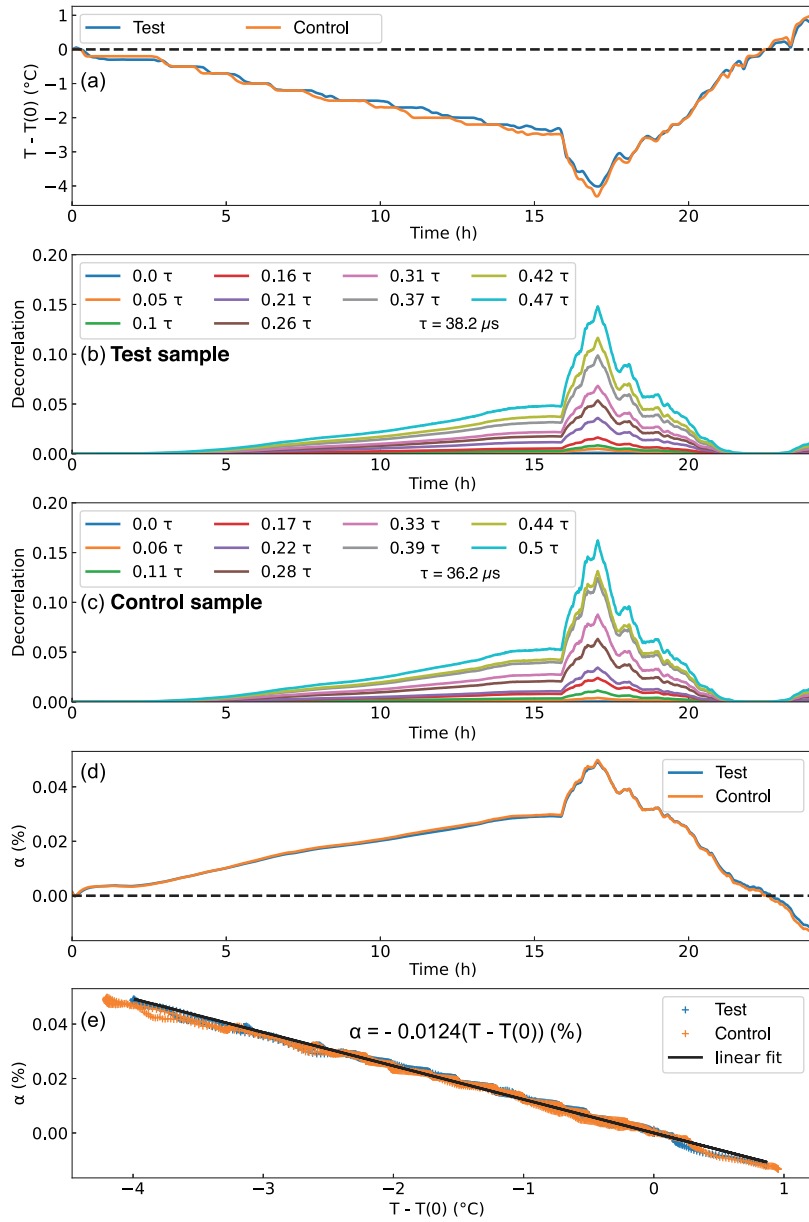 Test Control
(a)
T - T(0) (°C)
0
−1
−2
−3
−4
0 5 10 15 20
Time (h)
0.0 τ 0.16 τ 0.31 τ 0.42 τ
0.05 τ 0.21 τ 0.37 τ 0.47 τ
0.1 τ 0.26 τ τ = 38.2 µs
(b) Test sample
Decorrelation
0.20
0.15
0.10
0.05
0.00
0 5 10 15 20
Time (h)
0.0 τ 0.17 τ 0.33 τ 0.44 τ
0.06 τ 0.22 τ 0.39 τ 0.5 τ
0.11 τ 0.28 τ τ = 36.2 µs
(c) Control sample
Decorrelation
0.20
0.15
0.10
0.05
0.00
0 5 10 15 20
Time (h)
(d)
Test
Control
α (%)
0.04
0.02
0.00
0 5 10 15 20
Time (h)
(e)
α = - 0.0124(T - T(0)) (%)
Test
Control
linear fit
α (%)
0.04
0.02
0.00
−4 −3 −2 −1 0 1
T - T(0) (°C)
1